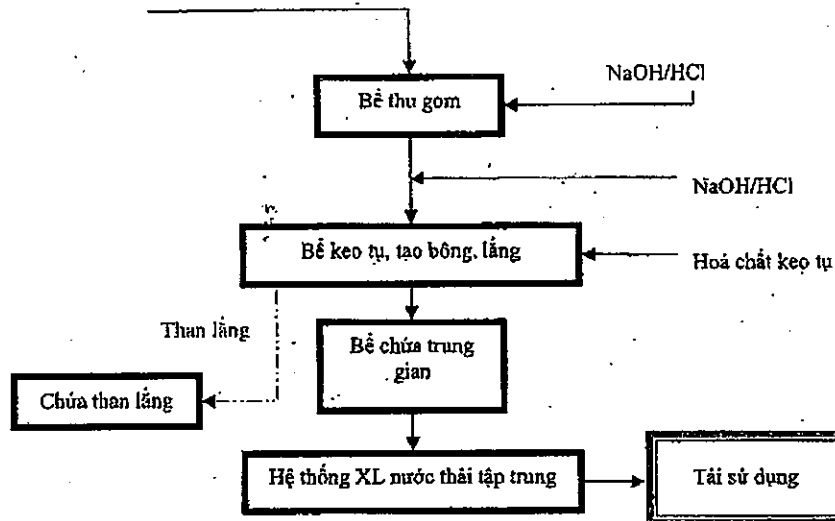 NaOH/HCl
Bể thu gom
NaOH/HCl
Bể keo tụ, tạo bông, lắng
Hoá chất keo tụ
Than lắng
Bể chứa trung
gian
Chứa than lắng
Hệ thống XL nước thải tập trung
Tái sử dụng